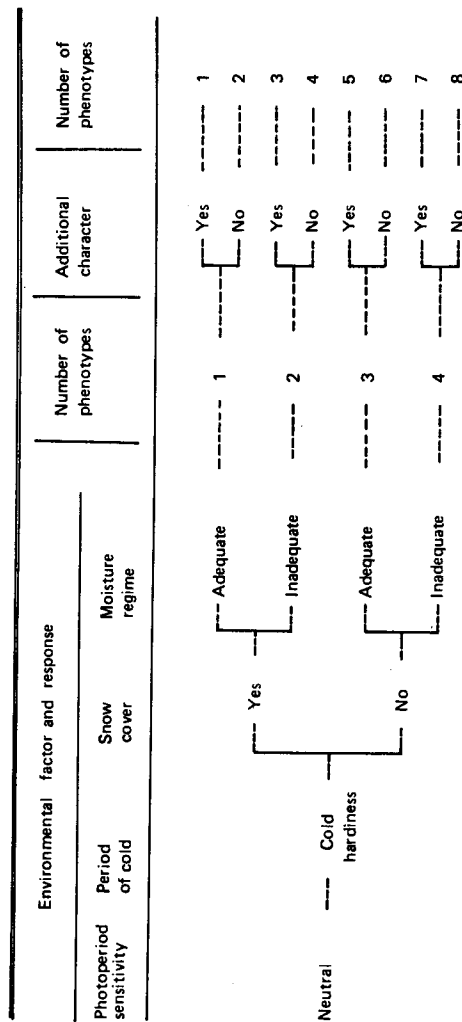 Environmental factor and response
Number of
phenotypes
Additional
character
Number of
phenotypes
Photoperiod
sensitivity
Period
of cold
Snow
cover
Moisture
regime
Neutral
Cold
hardiness
Yes
No
Adequate
Inadequate
Adequate
Inadequate
1
2
3
4
Yes
No
Yes
No
Yes
No
Yes
No
1
2
3
4
5
6
7
8